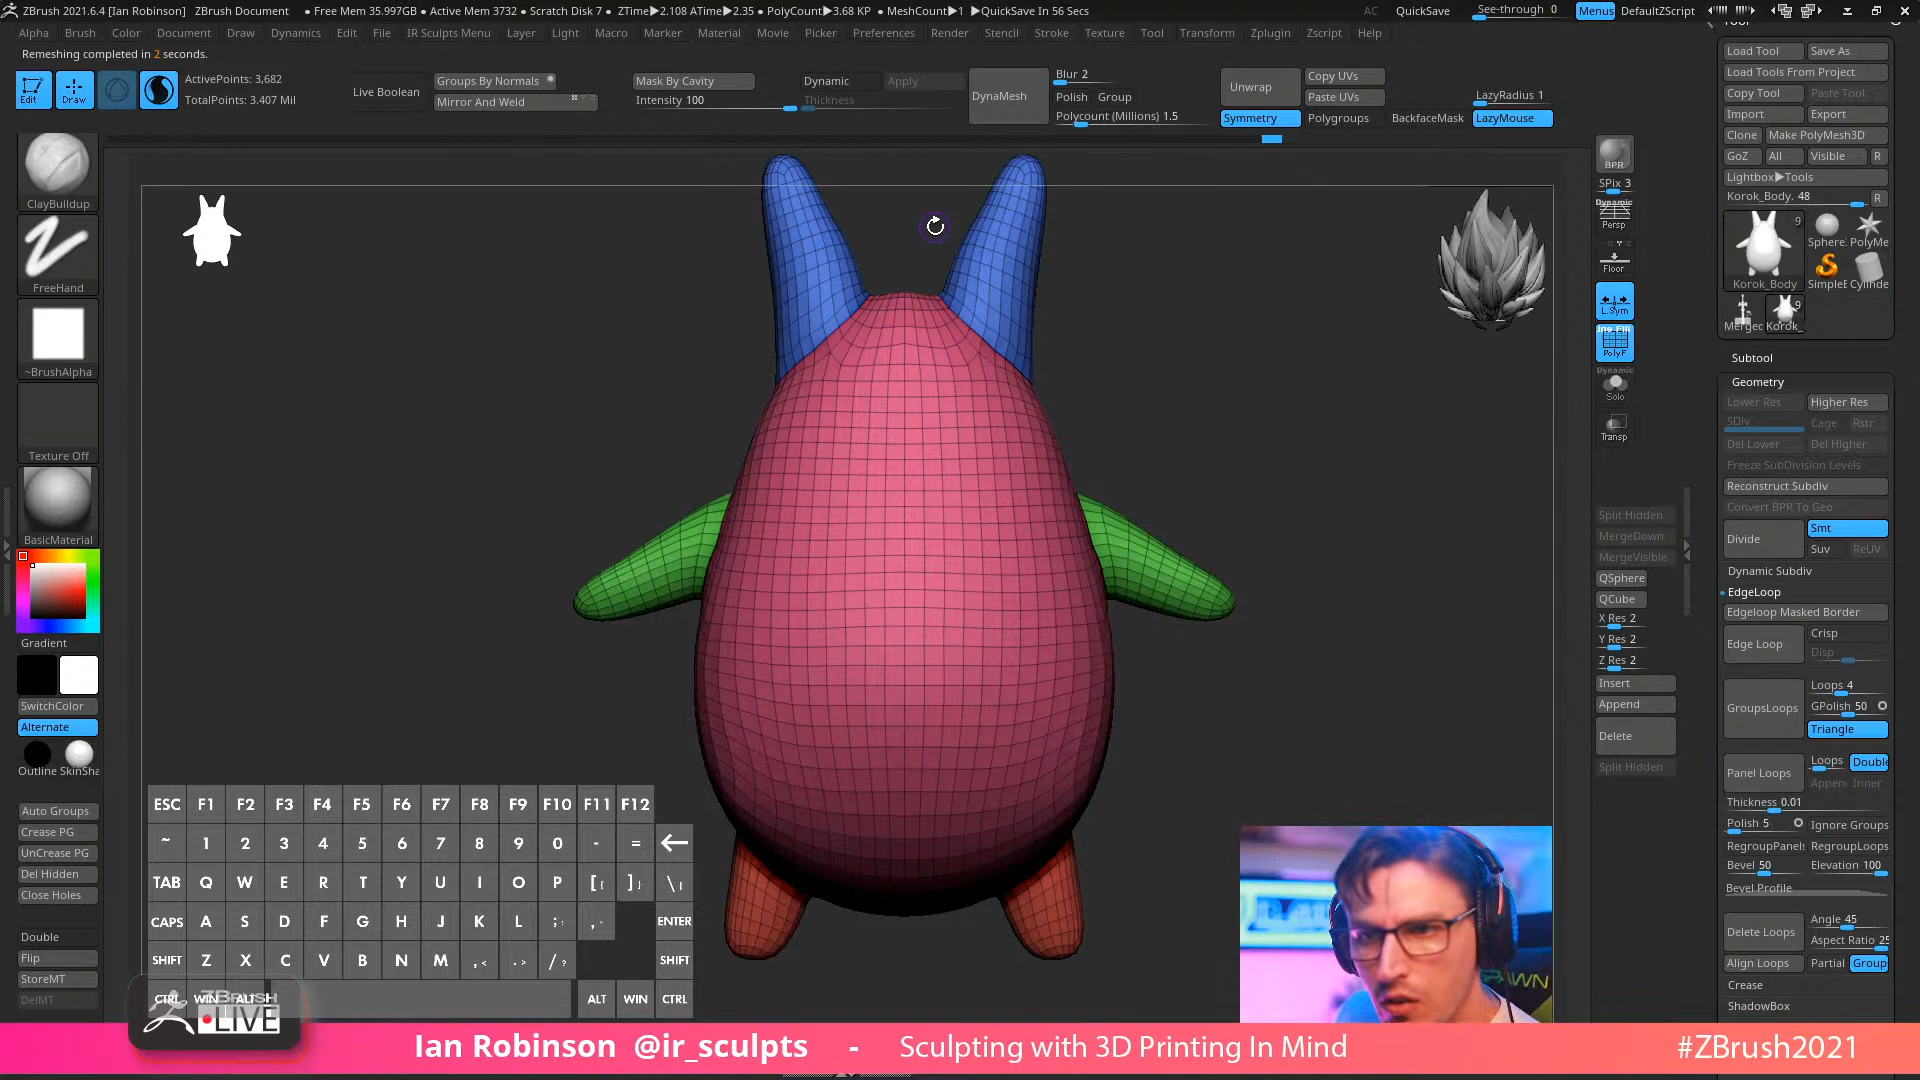 ZBrush 2021.6.4 [Ian Robinson] ZBrush Document • Free Mem 35.997GB • Active Mem 3732 • Scratch Disk 7 • ZTime▶2.108 ATime▶2.35 • PolyCount▶3.68 KP • MeshCount▶1 ▶QuickSave In 56 Secs AC QuickSave See-through 0 Menus DefaultZScript
Alpha Brush Color Document Draw Dynamics Edit File IR Sculpts Menu Layer Light Macro Marker Material Movie Picker Preferences Render Stencil Stroke Texture Tool Transform Zplugin Zscript Help
Remeshing completed in 2 seconds.
Edit
Draw
ActivePoints: 3,682
TotalPoints: 3.407 Mil
Live Boolean
Groups By Normals
Mirror And Weld
Mask By Cavity
Intensity 100
Dynamic
Apply
Thickness
DynaMesh
Blur 2
Polish Group
Polycount (Millions) 1.5
Unwrap
Copy UVs
Paste UVs
Symmetry
Polygroups
BackfaceMask
LazyRadius 1
LazyMouse
ClayBuildup
FreeHand
~BrushAlpha
Texture Off
BasicMaterial
Gradient
SwitchColor
Alternate
Outline SkinSha
Auto Groups
Crease PG
UnCrease PG
Del Hidden
Close Holes
Double
Flip
StoreMT
DelMT
BPR
SPix 3
Dynamic
Persp
Floor
L.Sym
Line Fill
PolyF
Dynamic
Solo
Transp
Split Hidden
MergeDown
MergeVisible
QSphere
QCube
X Res 2
Y Res 2
Z Res 2
Insert
Append
Delete
Split Hidden
Tool
Load Tool Save As
Load Tools From Project
Copy Tool Paste Tool
Import Export
Clone Make PolyMesh3D
GoZ All Visible R
Lightbox▶Tools
Korok_Body. 48 R
9
Sphere. PolyMe
Korok_Body
SimpleE Cylinde
9
Mergec Korok_
Subtool
Geometry
Lower Res Higher Res
SDiv Cage Rstr
Del Lower Del Higher
Freeze SubDivision Levels
Reconstruct Subdiv
Convert BPR To Geo
Divide
Smt
Suv ReUV
Dynamic Subdiv
EdgeLoop
Edgeloop Masked Border
Edge Loop
Crisp
Disp
GroupsLoops
Loops 4
GPolish 50
Triangle
Panel Loops
Loops Double
Appen Inner
Thickness 0.01
Polish 5 Ignore Groups
RegroupPanels RegroupLoops
Bevel 50 Elevation 100
Bevel Profile
Delete Loops
Angle 45
Aspect Ratio 25
Align Loops Partial Group
Crease
ShadowBox
ESC F1 F2 F3 F4 F5 F6 F7 F8 F9 F10 F11 F12
~ 1 2 3 4 5 6 7 8 9 0 - =
TAB Q W E R T Y U I O P [{ ]} \|
CAPS A S D F G H J K L ;: ," ENTER
SHIFT Z X C V B N M ,< .> /? SHIFT
CTRL WIN ALT ALT WIN CTRL
ZBRUSH
LIVE
SPAWN
Ian Robinson @ir_sculpts - Sculpting with 3D Printing In Mind #ZBrush2021